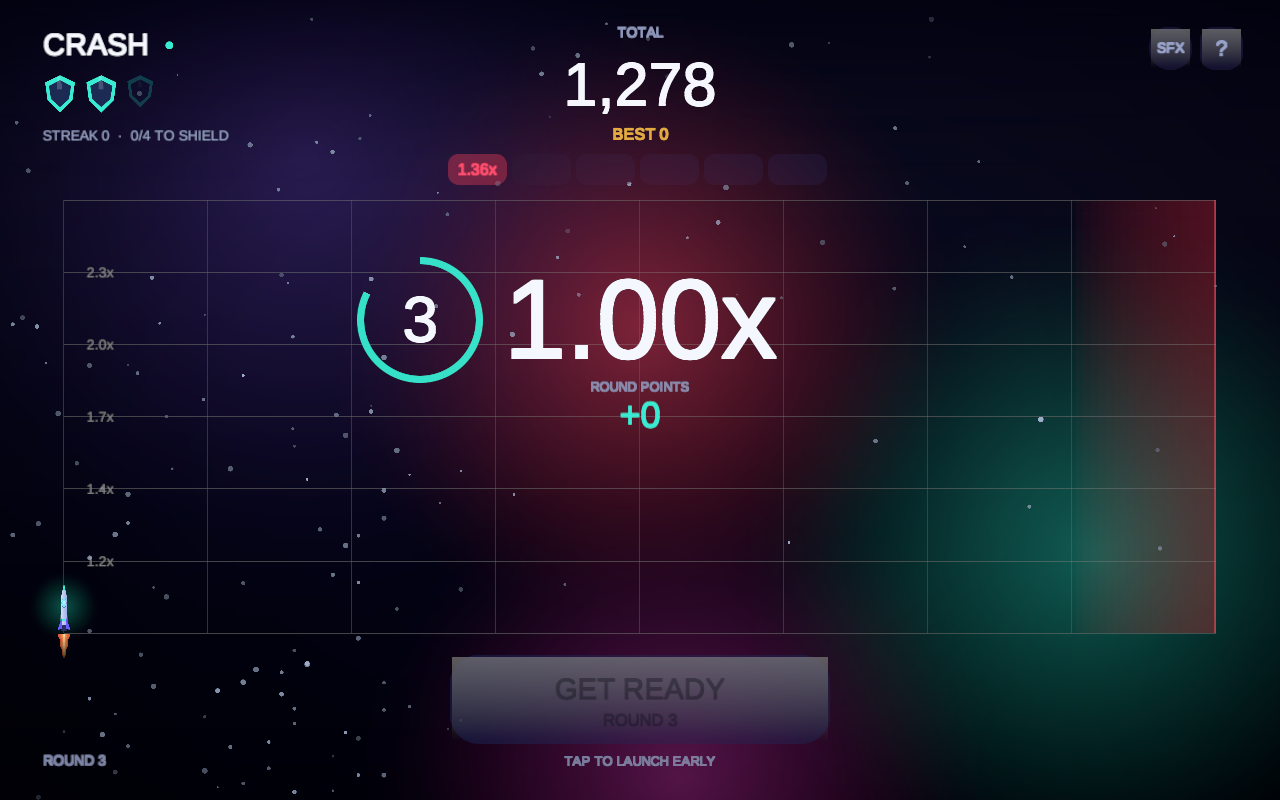 CRASH
STREAK 0 · 0/4 TO SHIELD
TOTAL
1,278
BEST 0
SFX
?
1.36x
2.3x
2.0x
1.7x
1.4x
1.2x
3
1.00x
ROUND POINTS
+0
GET READY
ROUND 3
ROUND 3
TAP TO LAUNCH EARLY